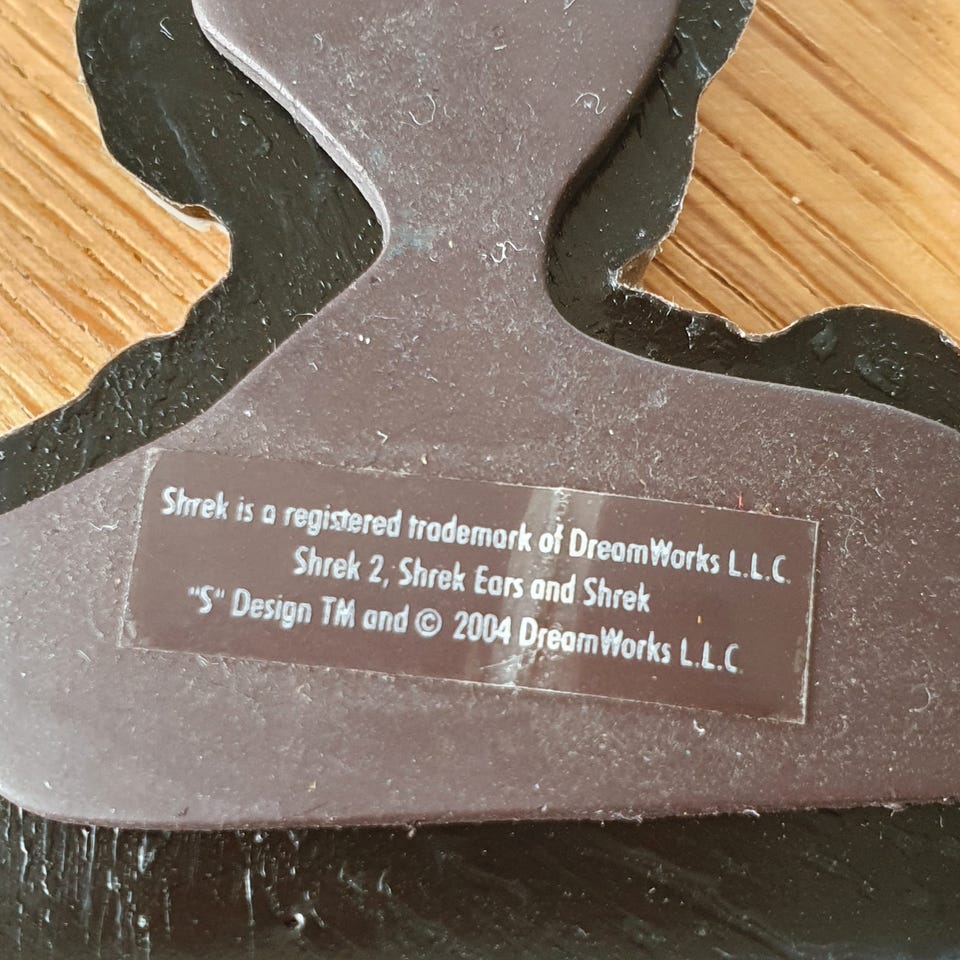 Shrek is a registered trademark of DreamWorks L.L.C.
Shrek 2, Shrek Ears and Shrek
"S" Design TM and © 2004 DreamWorks L.L.C.